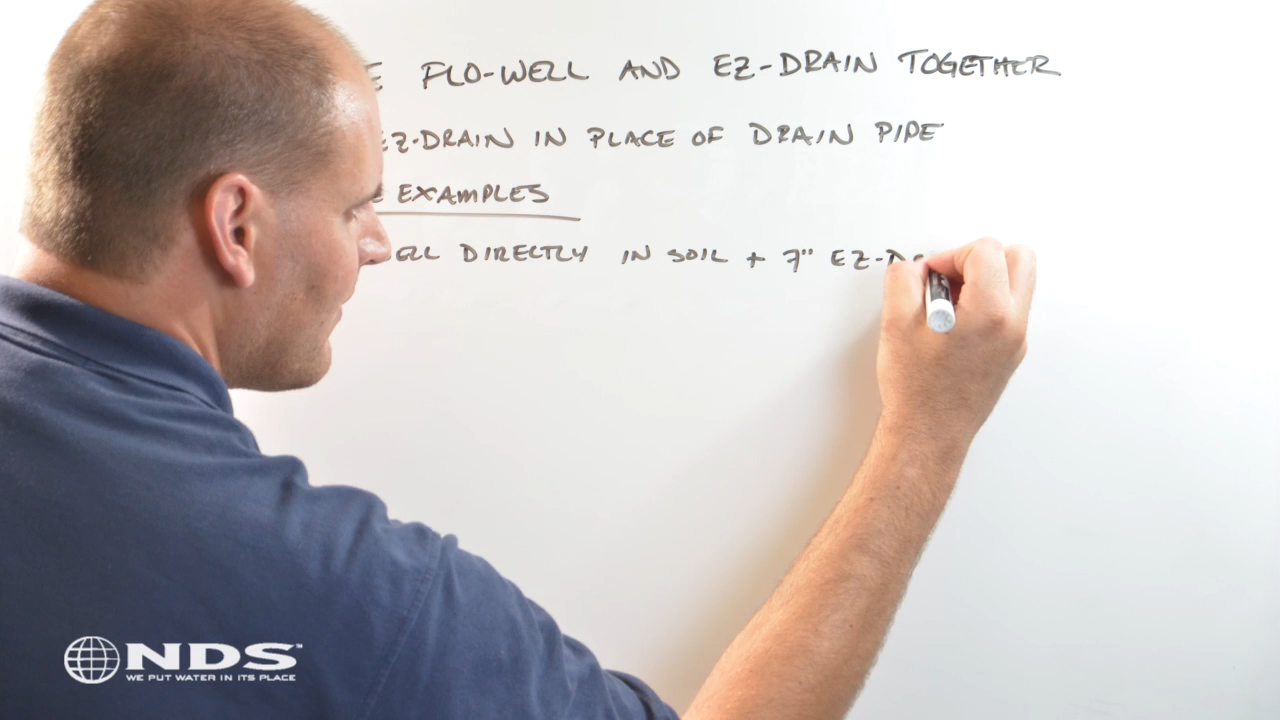 FLO-WELL AND EZ-DRAIN TOGETHER
EZ-DRAIN IN PLACE OF DRAIN PIPE
EXAMPLES
DIRECTLY IN SOIL + 7" EZ-D
NDS™
WE PUT WATER IN ITS PLACE